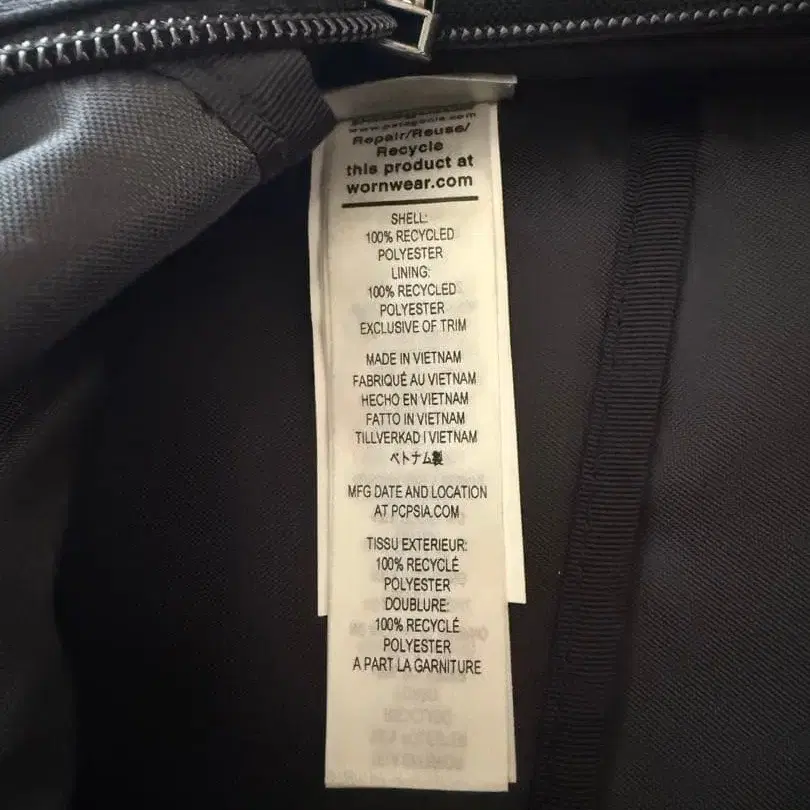 www.patagonia.com
Repair/Reuse/
Recycle
this product at
wornwear.com
SHELL:
100% RECYCLED
POLYESTER
LINING:
100% RECYCLED
POLYESTER
EXCLUSIVE OF TRIM
MADE IN VIETNAM
FABRIQUÉ AU VIETNAM
HECHO EN VIETNAM
FATTO IN VIETNAM
TILLVERKAD I VIETNAM
ベトナム製
MFG DATE AND LOCATION
AT PCPSIA.COM
TISSU EXTERIEUR:
100% RECYCLÉ
POLYESTER
DOUBLURE:
100% RECYCLÉ
POLYESTER
A PART LA GARNITURE